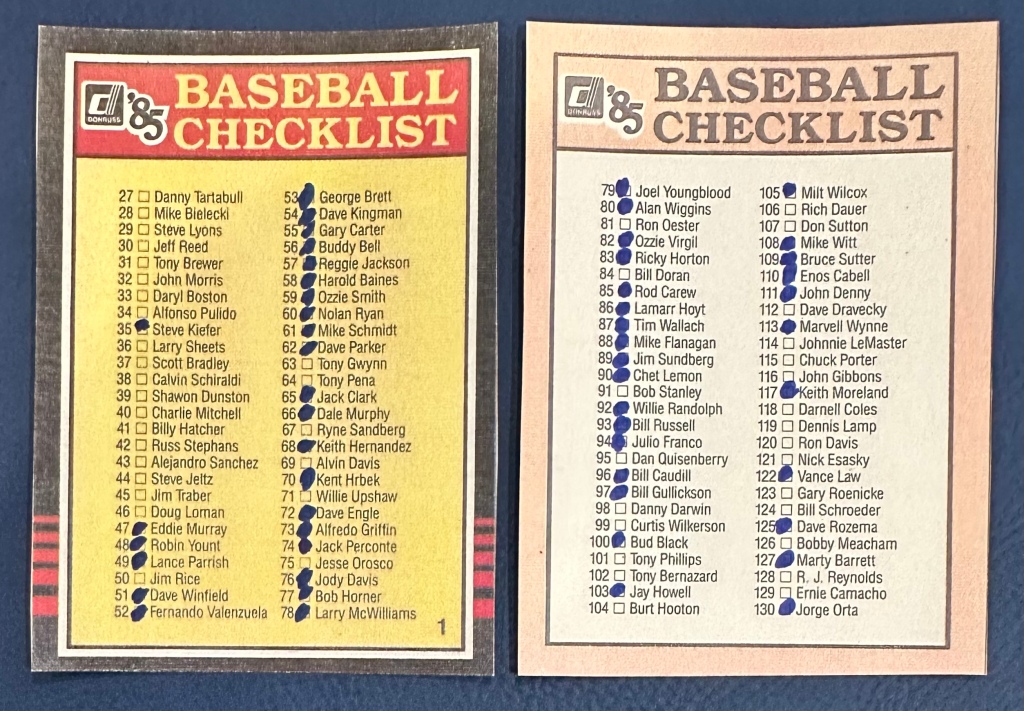 DONRUSS '85 BASEBALL
CHECKLIST
27 Danny Tartabull
28 Mike Bielecki
29 Steve Lyons
30 Jeff Reed
31 Tony Brewer
32 John Morris
33 Daryl Boston
34 Alfonso Pulido
35 Steve Kiefer
36 Larry Sheets
37 Scott Bradley
38 Calvin Schiraldi
39 Shawon Dunston
40 Charlie Mitchell
41 Billy Hatcher
42 Russ Stephans
43 Alejandro Sanchez
44 Steve Jeltz
45 Jim Traber
46 Doug Loman
47 Eddie Murray
48 Robin Yount
49 Lance Parrish
50 Jim Rice
51 Dave Winfield
52 Fernando Valenzuela
53 George Brett
54 Dave Kingman
55 Gary Carter
56 Buddy Bell
57 Reggie Jackson
58 Harold Baines
59 Ozzie Smith
60 Nolan Ryan
61 Mike Schmidt
62 Dave Parker
63 Tony Gwynn
64 Tony Pena
65 Jack Clark
66 Dale Murphy
67 Ryne Sandberg
68 Keith Hernandez
69 Alvin Davis
70 Kent Hrbek
71 Willie Upshaw
72 Dave Engle
73 Alfredo Griffin
74 Jack Perconte
75 Jesse Orosco
76 Jody Davis
77 Bob Horner
78 Larry McWilliams
1
DONRUSS '85 BASEBALL
CHECKLIST
79 Joel Youngblood
80 Alan Wiggins
81 Ron Oester
82 Ozzie Virgil
83 Ricky Horton
84 Bill Doran
85 Rod Carew
86 Lamarr Hoyt
87 Tim Wallach
88 Mike Flanagan
89 Jim Sundberg
90 Chet Lemon
91 Bob Stanley
92 Willie Randolph
93 Bill Russell
94 Julio Franco
95 Dan Quisenberry
96 Bill Caudill
97 Bill Gullickson
98 Danny Darwin
99 Curtis Wilkerson
100 Bud Black
101 Tony Phillips
102 Tony Bernazard
103 Jay Howell
104 Burt Hooton
105 Milt Wilcox
106 Rich Dauer
107 Don Sutton
108 Mike Witt
109 Bruce Sutter
110 Enos Cabell
111 John Denny
112 Dave Dravecky
113 Marvell Wynne
114 Johnnie LeMaster
115 Chuck Porter
116 John Gibbons
117 Keith Moreland
118 Darnell Coles
119 Dennis Lamp
120 Ron Davis
121 Nick Esasky
122 Vance Law
123 Gary Roenicke
124 Bill Schroeder
125 Dave Rozema
126 Bobby Meacham
127 Marty Barrett
128 R. J. Reynolds
129 Ernie Camacho
130 Jorge Orta